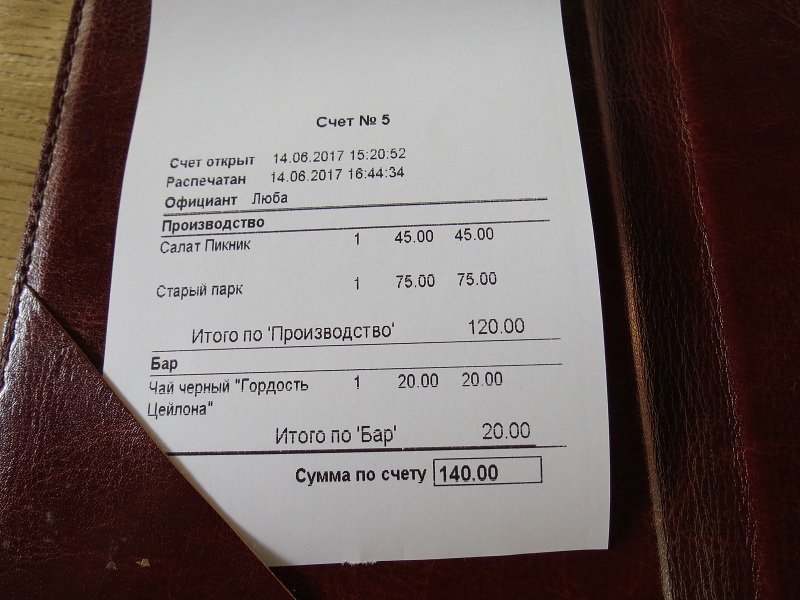 Счет № 5
Счет открыт 14.06.2017 15:20:52
Распечатан 14.06.2017 16:44:34
Официант Люба
Производство
Салат Пикник 1 45.00 45.00
Старый парк 1 75.00 75.00
Итого по 'Производство' 120.00
Бар
Чай черный "Гордость 1 20.00 20.00
Цейлона"
Итого по 'Бар' 20.00
Сумма по счету 140.00